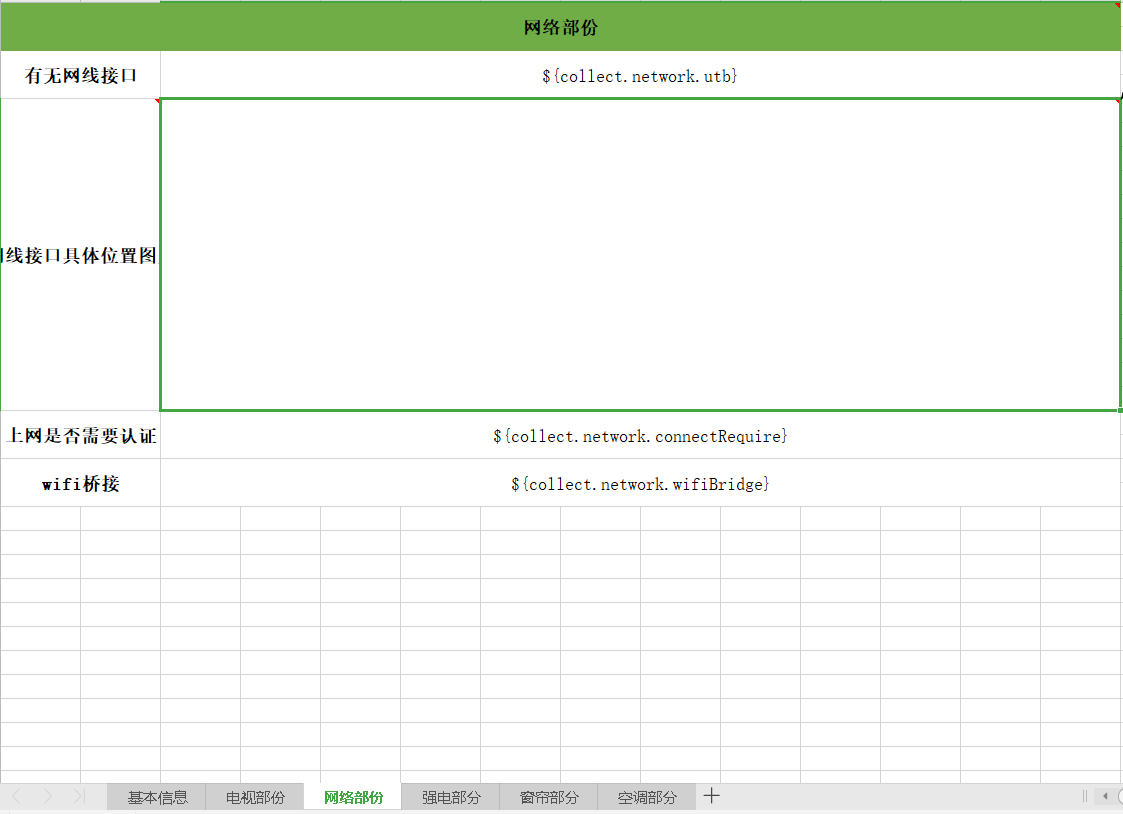 网络部份
有无网线接口
${collect.network.utb}
线接口具体位置图
上网是否需要认证
${collect.network.connectRequire}
wifi桥接
${collect.network.wifiBridge}
基本信息 电视部份 网络部份 强电部分 窗帘部分 空调部分